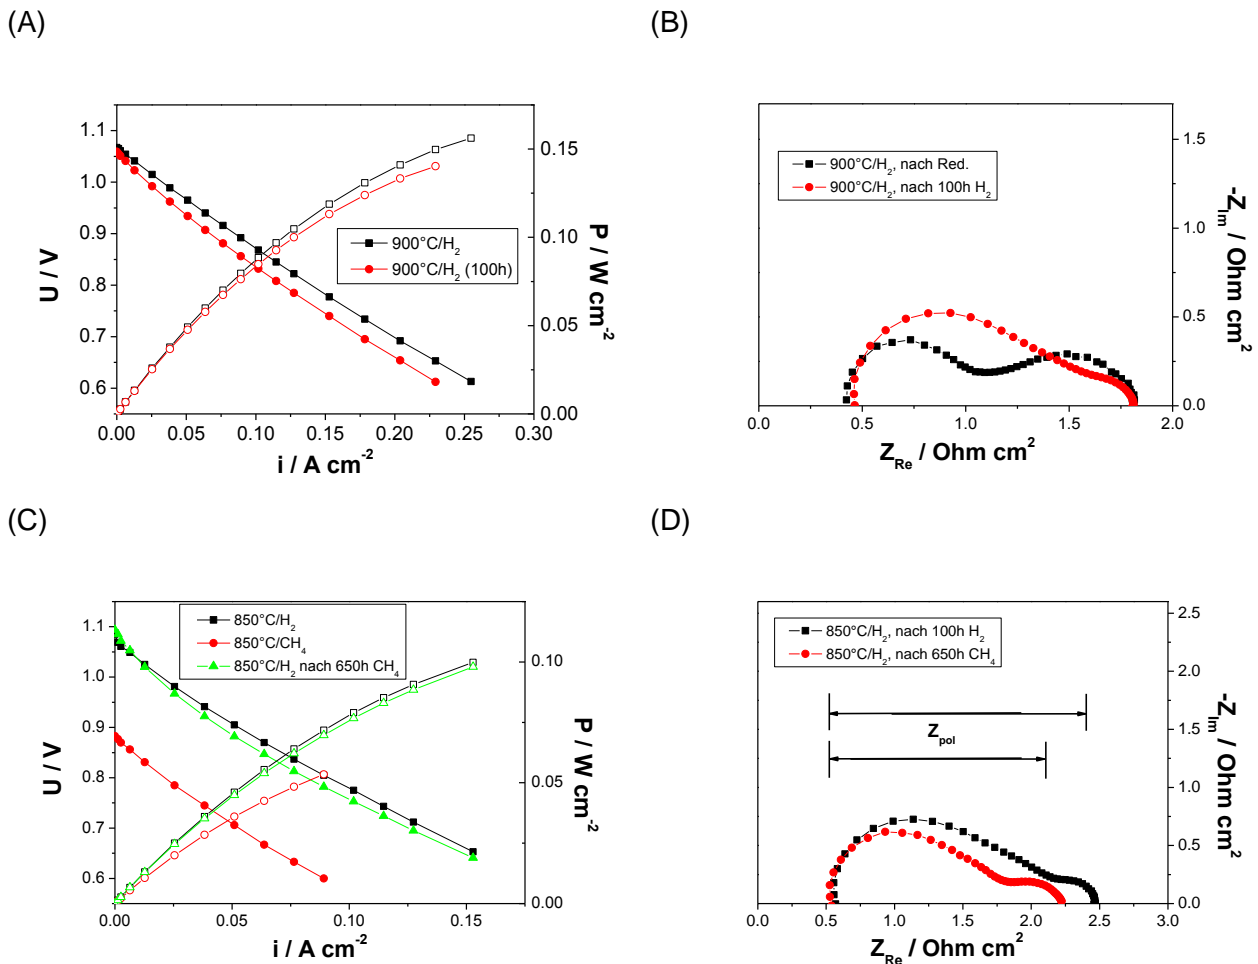 (A)
(B)
1.1
1.0
0.9
0.8
0.7
0.6
U / V
0.15
0.10
0.05
0.00
P / W cm⁻²
900°C/H₂
900°C/H₂ (100h)
0.00 0.05 0.10 0.15 0.20 0.25 0.30
i / A cm⁻²
900°C/H₂, nach Red.
900°C/H₂, nach 100h H₂
1.5
1.0
0.5
0.0
-Z_Im / Ohm cm²
0.0 0.5 1.0 1.5 2.0
Z_Re / Ohm cm²
(C)
(D)
1.1
1.0
0.9
0.8
0.7
0.6
U / V
850°C/H₂
850°C/CH₄
850°C/H₂ nach 650h CH₄
0.10
0.05
0.00
P / W cm⁻²
0.00 0.05 0.10 0.15
i / A cm⁻²
850°C/H₂, nach 100h H₂
850°C/H₂, nach 650h CH₄
Z_pol
2.5
2.0
1.5
1.0
0.5
0.0
-Z_Im / Ohm cm²
0.0 0.5 1.0 1.5 2.0 2.5 3.0
Z_Re / Ohm cm²